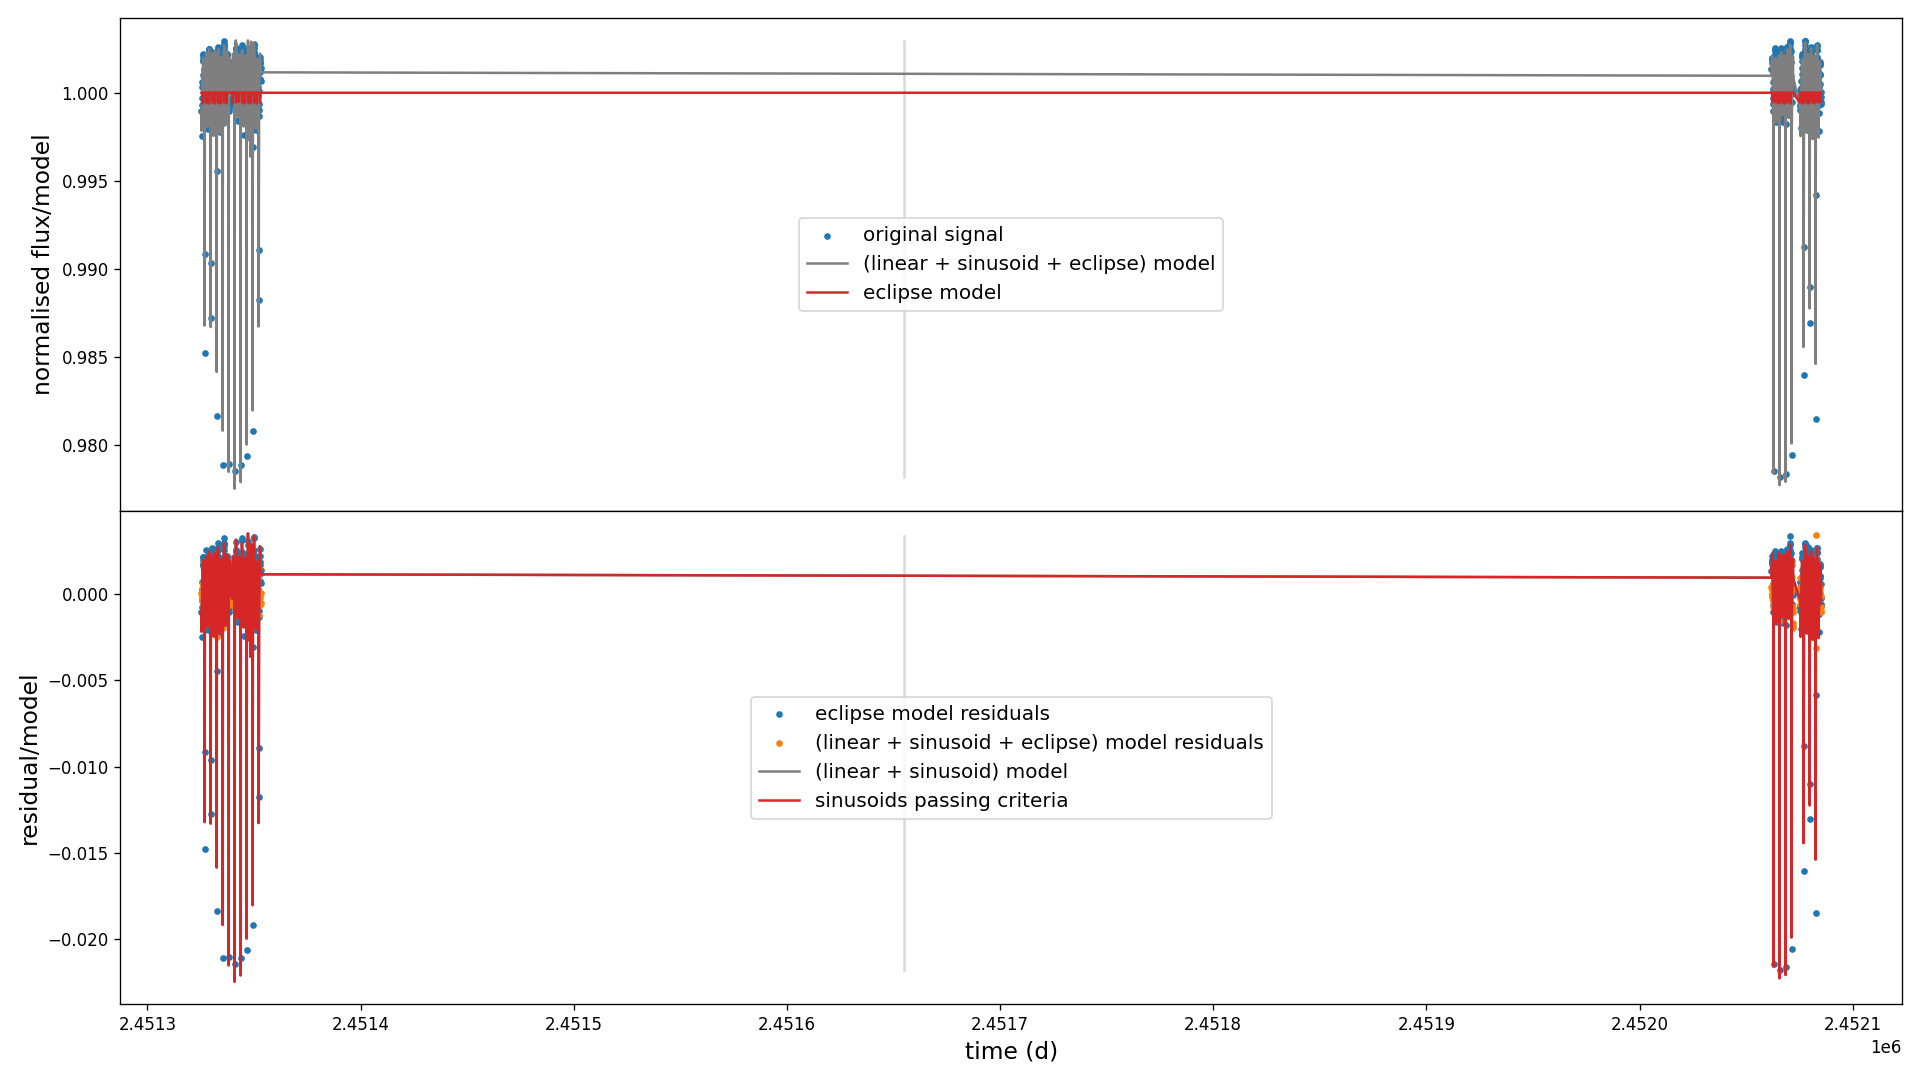 normalised flux/model
1.000
0.995
0.990
0.985
0.980
original signal
(linear + sinusoid + eclipse) model
eclipse model
residual/model
0.000
−0.005
−0.010
−0.015
−0.020
eclipse model residuals
(linear + sinusoid + eclipse) model residuals
(linear + sinusoid) model
sinusoids passing criteria
2.4513 2.4514 2.4515 2.4516 2.4517 2.4518 2.4519 2.4520 2.4521
1e6
time (d)